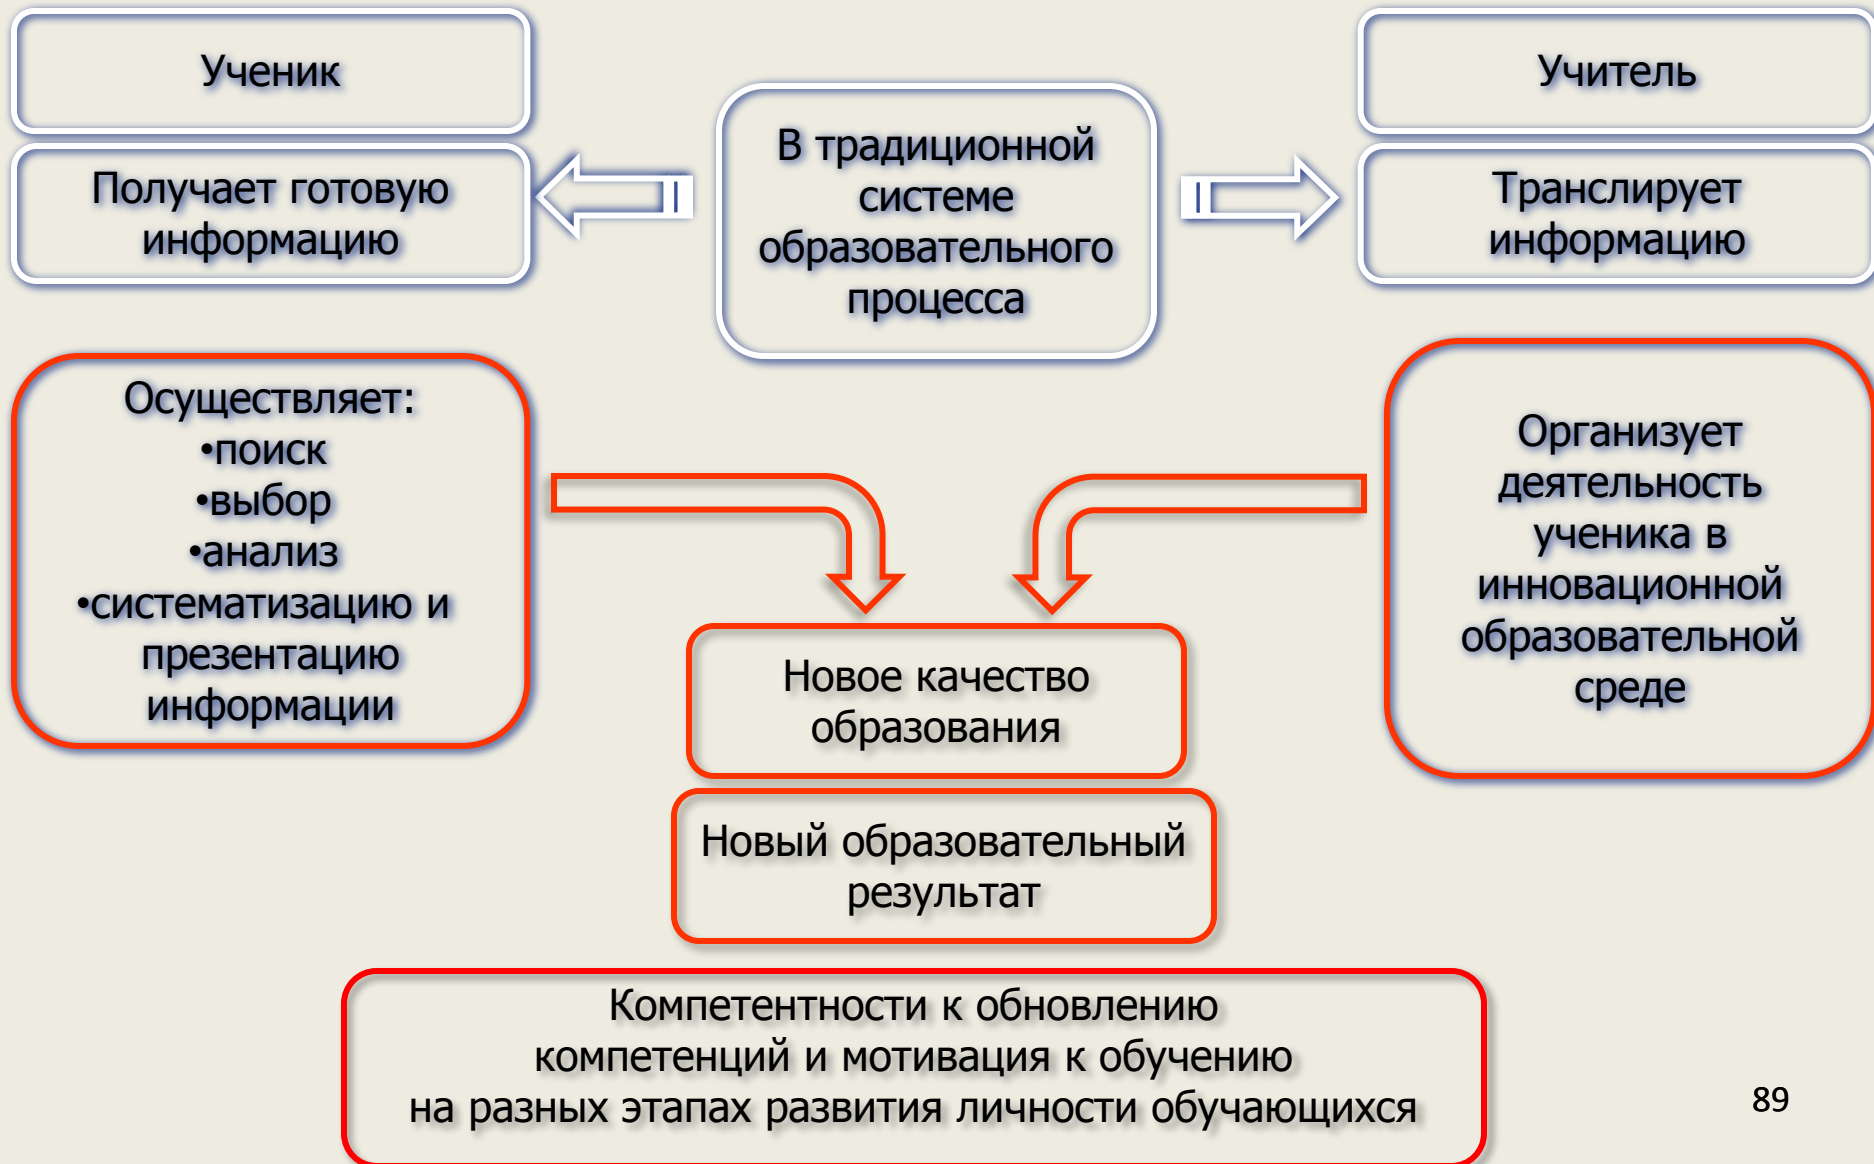 Ученик
Учитель
В традиционной
системе
образовательного
процесса
Получает готовую
информацию
Транслирует
информацию
Осуществляет:
•поиск
•выбор
•анализ
•систематизацию и
презентацию
информации
Организует
деятельность
ученика в
инновационной
образовательной
среде
Новое качество
образования
Новый образовательный
результат
Компетентности к обновлению
компетенций и мотивация к обучению
на разных этапах развития личности обучающихся
89